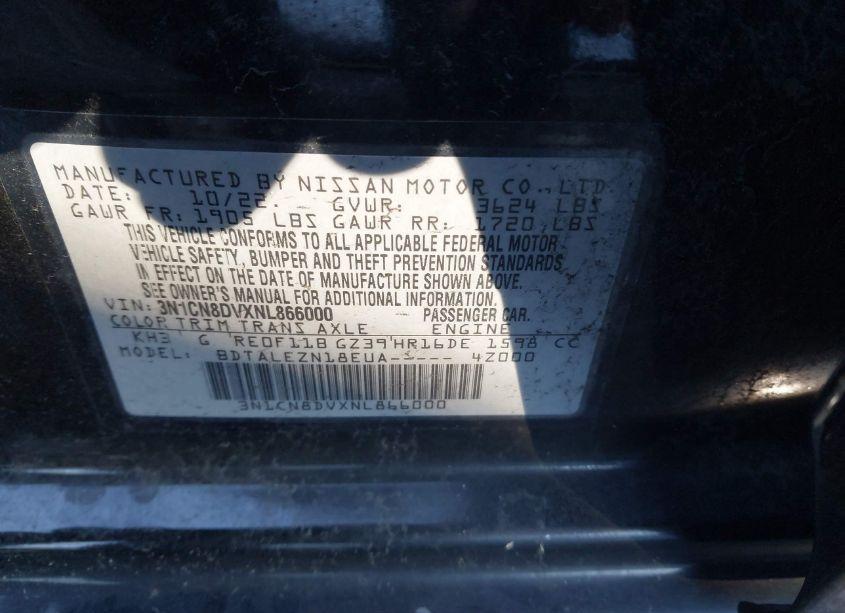 MANUFACTURED BY NISSAN MOTOR CO., LTD.
DATE: 10/22 GVWR: 3624 LBS
GAWR FR: 1905 LBS GAWR RR: 1720 LBS
THIS VEHICLE CONFORMS TO ALL APPLICABLE FEDERAL MOTOR
VEHICLE SAFETY, BUMPER AND THEFT PREVENTION STANDARDS
IN EFFECT ON THE DATE OF MANUFACTURE SHOWN ABOVE.
SEE OWNER'S MANUAL FOR ADDITIONAL INFORMATION.
VIN: 3N1CN8DVXNL866000 PASSENGER CAR.
COLOR TRIM TRANS AXLE ENGINE
KH3 G RE0F11B GZ39 HR16DE 1598 CC
MODEL: BDTALEZN18EUA----- 4Z000
3N1CN8DVXNL866000